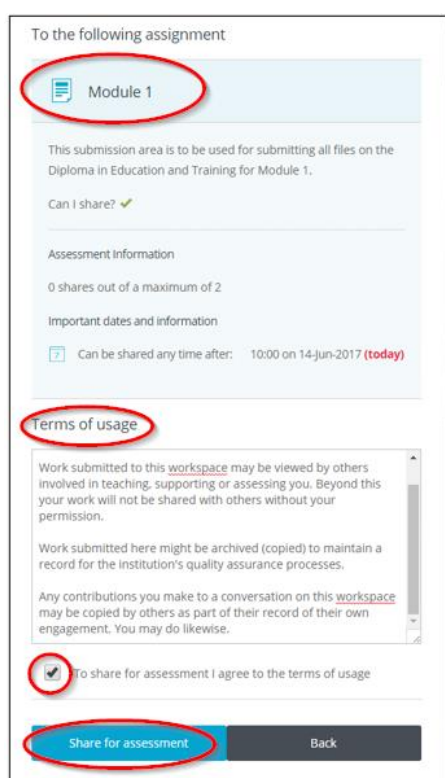 To the following assignment
Module 1
This submission area is to be used for submitting all files on the
Diploma in Education and Training for Module 1.
Can I share? ✔
Assessment Information
0 shares out of a maximum of 2
Important dates and information
7 Can be shared any time after: 10:00 on 14-Jun-2017 (today)
Terms of usage
Work submitted to this workspace may be viewed by others
involved in teaching, supporting or assessing you. Beyond this
your work will not be shared with others without your
permission.
Work submitted here might be archived (copied) to maintain a
record for the institution's quality assurance processes.
Any contributions you make to a conversation on this workspace
may be copied by others as part of their record of their own
engagement. You may do likewise.
To share for assessment I agree to the terms of usage
Share for assessment Back